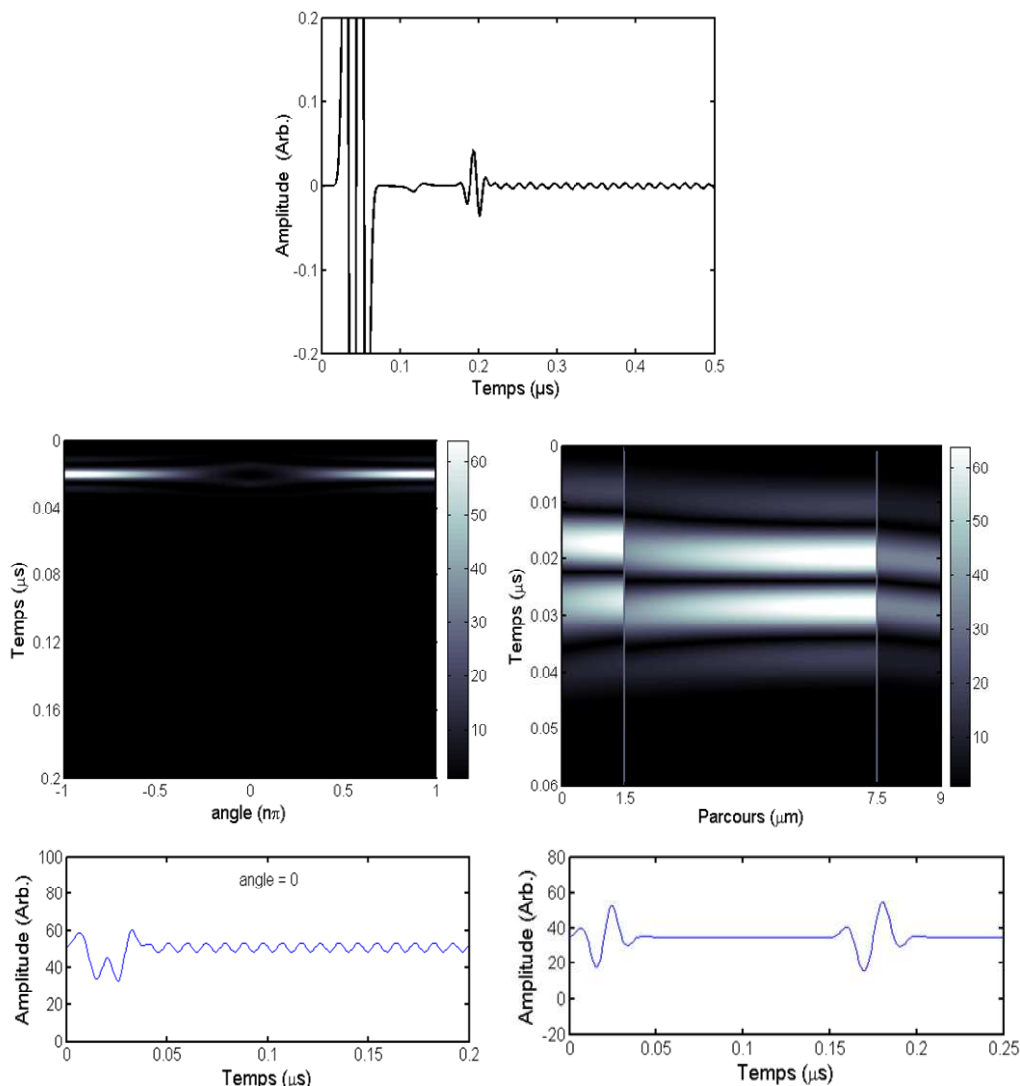 0.2
0.1
0
-0.1
-0.2
Amplitude (Arb.)
0 0.1 0.2 0.3 0.4 0.5
Temps (µs)
0
0.04
0.08
0.12
0.16
0.2
Temps (µs)
-1 -0.5 0 0.5 1
angle (nπ)
60
50
40
30
20
10
0
0.01
0.02
0.03
0.04
0.05
0.06
Temps (µs)
0 1.5 7.5 9
Parcours (µm)
60
50
40
30
20
10
100
80
60
40
20
0
Amplitude (Arb.)
angle = 0
0 0.05 0.1 0.15 0.2
Temps (µs)
80
60
40
20
0
-20
Amplitude (Arb.)
0 0.05 0.10 0.15 0.20 0.25
Temps (µs)